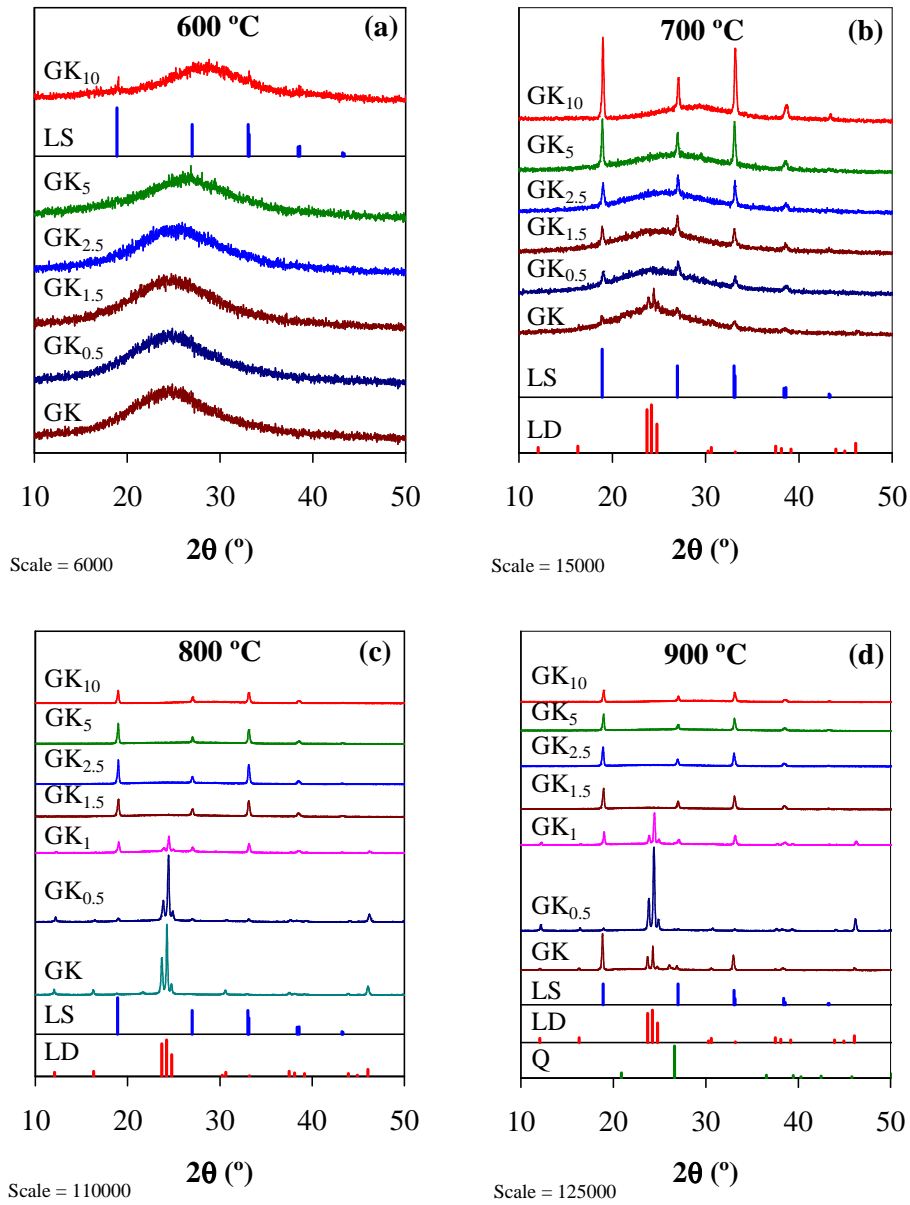 600 ºC (a)
GK10
LS
GK5
GK2.5
GK1.5
GK0.5
GK
10 20 30 40 50
2θ (º)
Scale = 6000
700 ºC (b)
GK10
GK5
GK2.5
GK1.5
GK0.5
GK
LS
LD
10 20 30 40 50
2θ (º)
Scale = 15000
800 ºC (c)
GK10
GK5
GK2.5
GK1.5
GK1
GK0.5
GK
LS
LD
10 20 30 40 50
2θ (º)
Scale = 110000
900 ºC (d)
GK10
GK5
GK2.5
GK1.5
GK1
GK0.5
GK
LS
LD
Q
10 20 30 40 50
2θ (º)
Scale = 125000